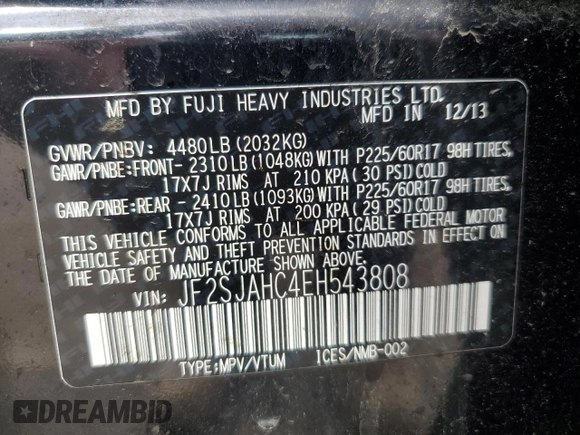 MFD BY FUJI HEAVY INDUSTRIES LTD.
MFD IN 12/13
GVWR/PNBV: 4480LB(2032KG)
GAWR/PNBE:FRONT-2310LB(1048KG)WITH P225/60R17 98H TIRES,
17X7J RIMS AT 210 KPA(30 PSI)COLD
GAWR/PNBE:REAR -2410LB(1093KG)WITH P225/60R17 98H TIRES,
17X7J RIMS AT 200 KPA(29 PSI)COLD
THIS VEHICLE CONFORMS TO ALL APPLICABLE FEDERAL MOTOR
VEHICLE SAFETY AND THEFT PREVENTION STANDARDS IN EFFECT ON
THE DATE OF MANUFACTURE SHOWN ABOVE.
VIN: JF2SJAHC4EH543808
TYPE:MPV/VTUM ICES/NMB-002
DREAMBID